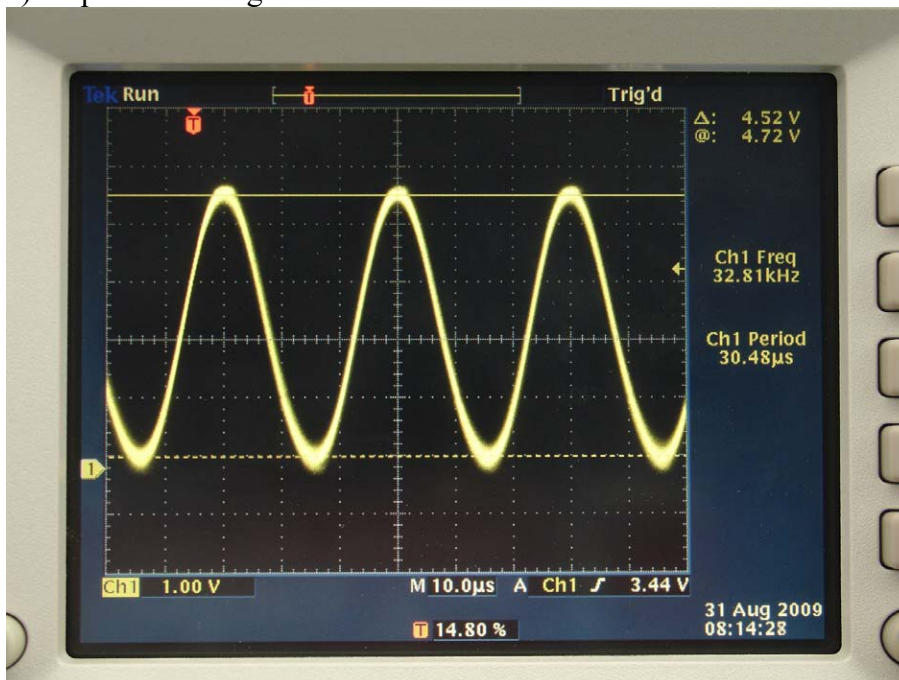 Tek Run Trig'd
T
T
Δ: 4.52 V
@: 4.72 V
Ch1 Freq
32.81kHz
Ch1 Period
30.48µs
1
Ch1 1.00 V M 10.0µs A Ch1 3.44 V
31 Aug 2009
T 14.80 % 08:14:28